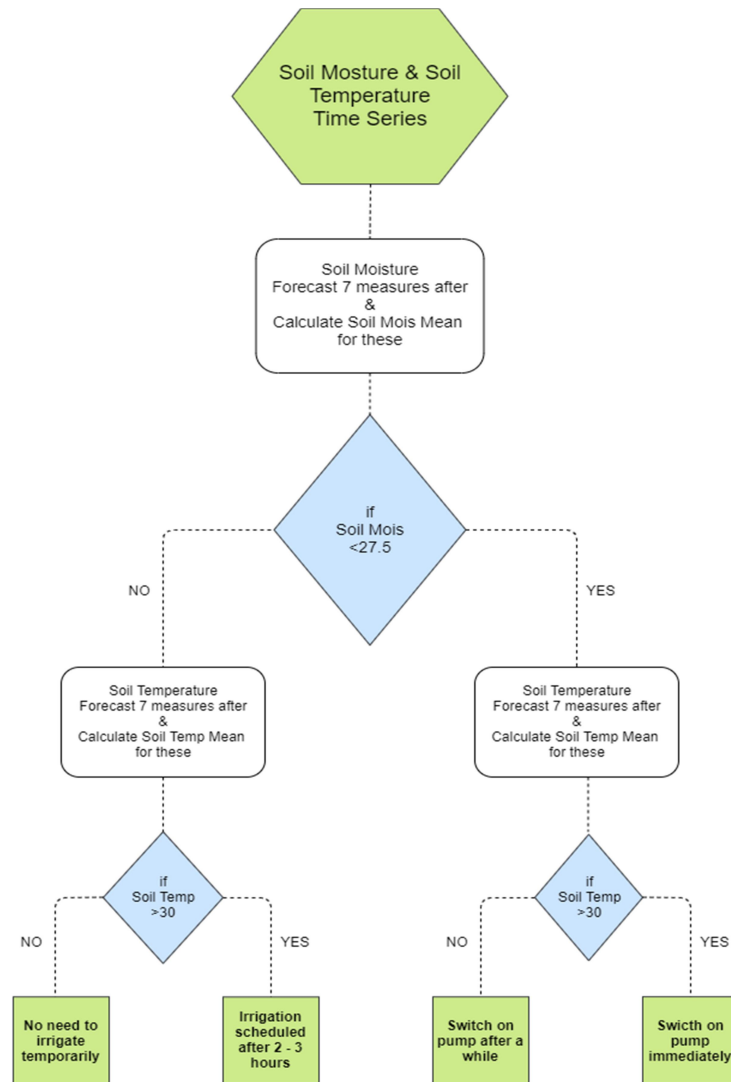 Soil Mosture & Soil
Temperature
Time Series
Soil Moisture
Forecast 7 measures after
&
Calculate Soil Mois Mean
for these
if
Soil Mois
<27.5
NO
YES
Soil Temperature
Forecast 7 measures after
&
Calculate Soil Temp Mean
for these
Soil Temperature
Forecast 7 measures after
&
Calculate Soil Temp Mean
for these
if
Soil Temp
>30
if
Soil Temp
>30
NO
YES
NO
YES
No need to
irrigate
temporarily
Irrigation
scheduled
after 2 - 3
hours
Switch on
pump after a
while
Swicth on
pump
immediately